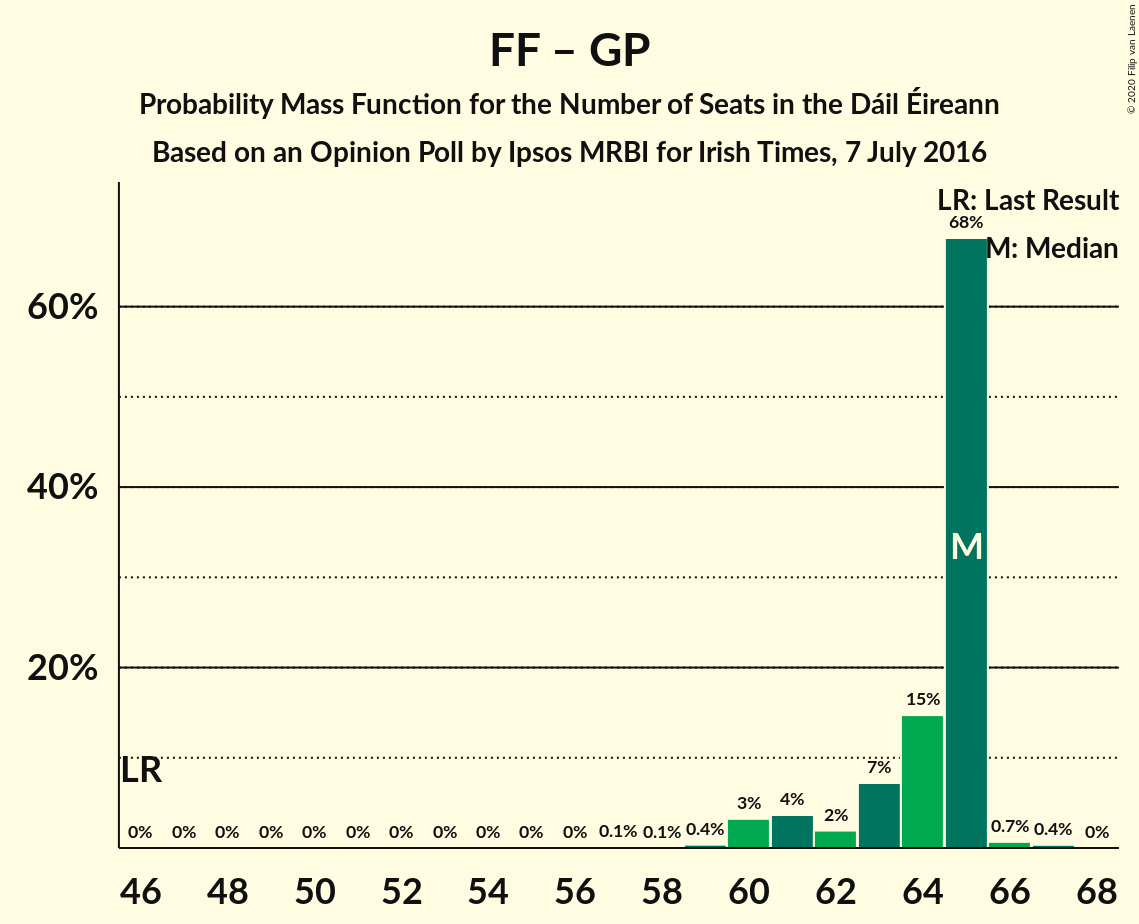 FF – GP
Probability Mass Function for the Number of Seats in the Dáil Éireann
Based on an Opinion Poll by Ipsos MRBI for Irish Times, 7 July 2016
© 2020 Filip van Laenen
LR: Last Result
68%
M: Median
60%
40%
M
20%
15%
LR
7%
3% 4% 2%
0% 0% 0% 0% 0% 0% 0% 0% 0% 0% 0% 0.1% 0.1% 0.4% 0.7% 0.4% 0%
46 48 50 52 54 56 58 60 62 64 66 68